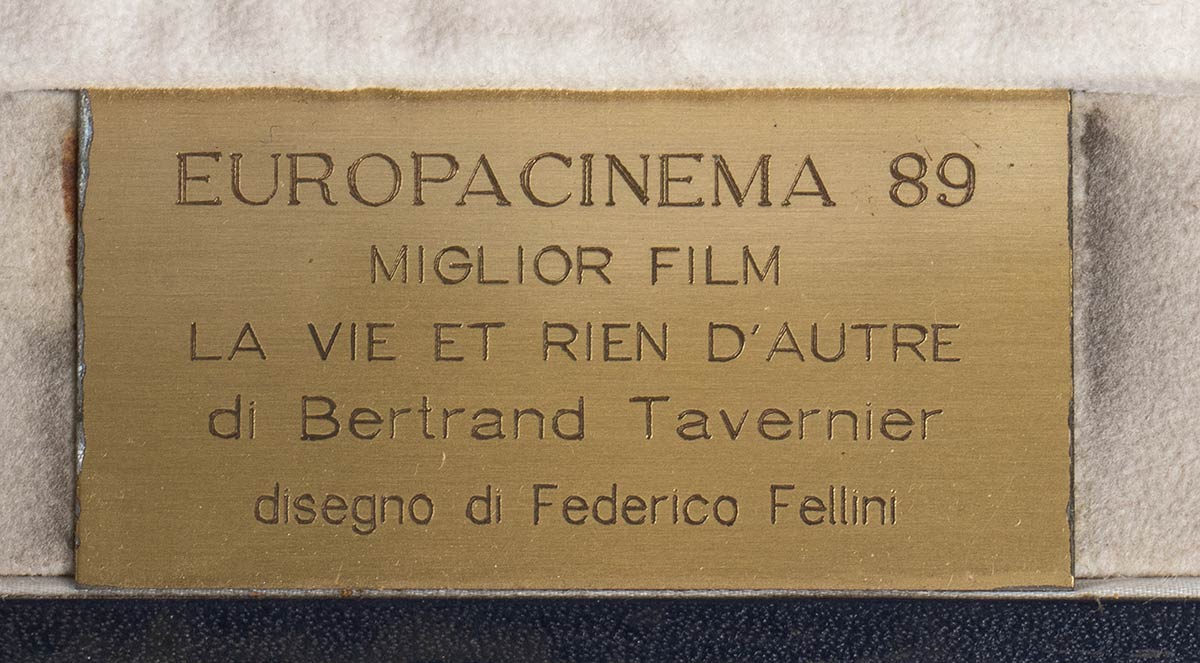 EUROPACINEMA 89
MIGLIOR FILM
LA VIE ET RIEN D'AUTRE
di Bertrand Tavernier
disegno di Federico Fellini